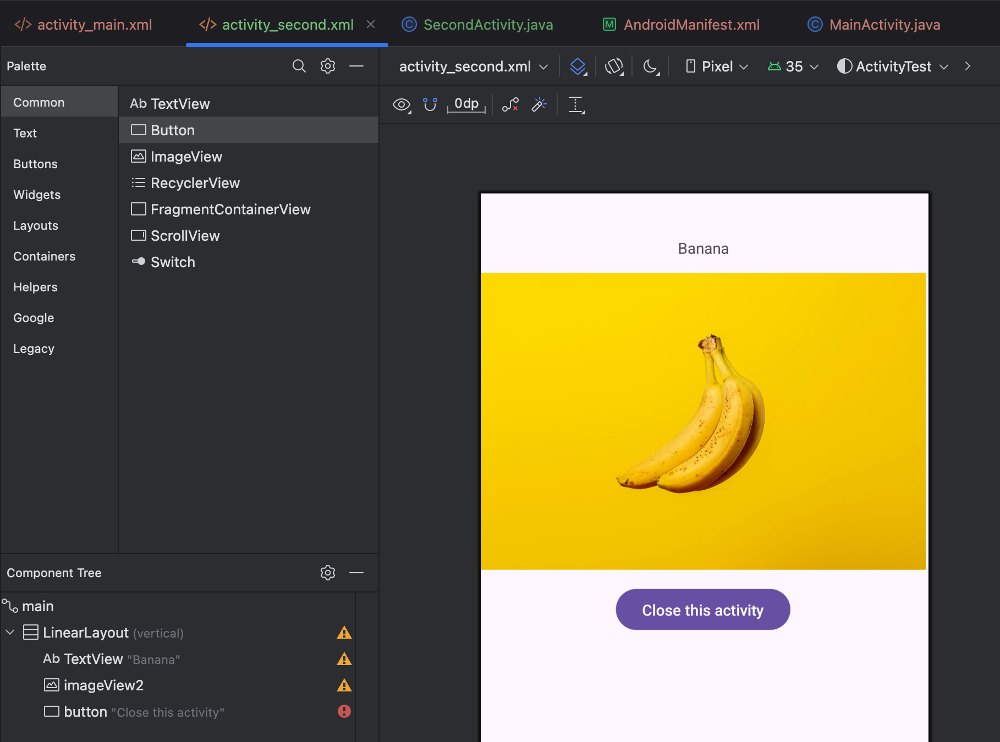 activity_main.xml
activity_second.xml
SecondActivity.java
AndroidManifest.xml
MainActivity.java
Palette
activity_second.xml
Pixel
35
ActivityTest
0dp
Common
Text
Buttons
Widgets
Layouts
Containers
Helpers
Google
Legacy
Ab TextView
Button
ImageView
RecyclerView
FragmentContainerView
ScrollView
Switch
Banana
Close this activity
Component Tree
main
LinearLayout (vertical)
Ab TextView "Banana"
imageView2
button "Close this activity"